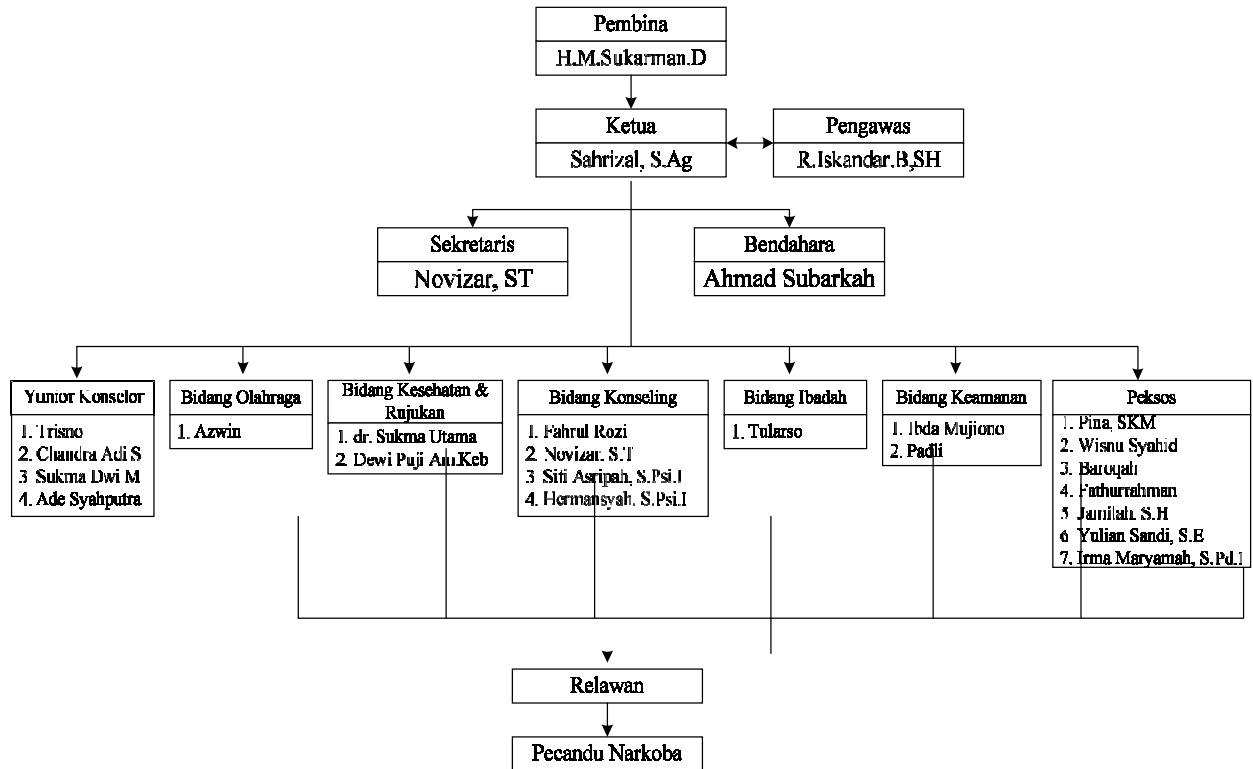 Pembina
H.M.Sukarman.D
Ketua
Sahrizal, S.Ag
Pengawas
R.Iskandar.B,SH
Sekretaris
Novizar, ST
Bendahara
Ahmad Subarkah
Yunior Konselor
1. Trisno
2. Chandra Adi S
3 Sukma Dwi M
4. Ade Syahputra
Bidang Olahraga
1. Azwin
Bidang Kesehatan &
Rujukan
1. dr. Sukma Utama
2. Dewi Puji Am.Keb
Bidang Konseling
1. Fahrul Rozi
2. Novizar. S.T
3 Siti Asripah, S.Psi.I
4. Hermansyah, S.Psi.I
Bidang Ibadah
1. Tularso
Bidang Keamanan
1. Ibda Mujiono
2. Padli
Peksos
1. Pina, SKM
2. Wisnu Syahid
3. Baroqah
4. Fathurrahman
5 Jamilah, S.H
6 Yulian Sandi, S.E
7. Irma Maryamah, S.Pd.I
Relawan
Pecandu Narkoba